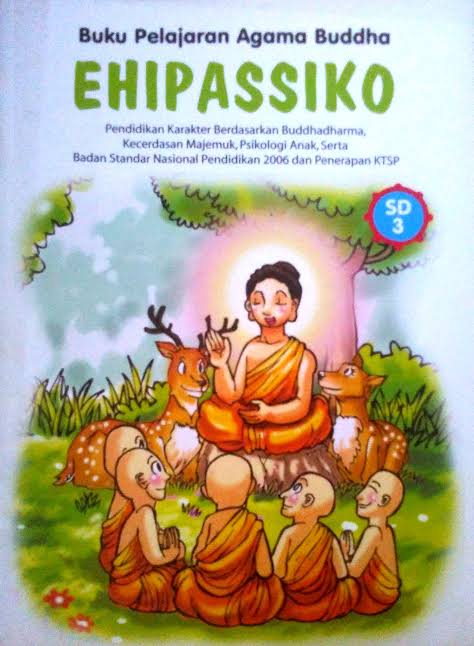 Buku Pelajaran Agama Buddha
EHIPASSIKO
Pendidikan Karakter Berdasarkan Buddhadharma,
Kecerdasan Majemuk, Psikologi Anak, Serta
Badan Standar Nasional Pendidikan 2006 dan Penerapan KTSP
SD
3